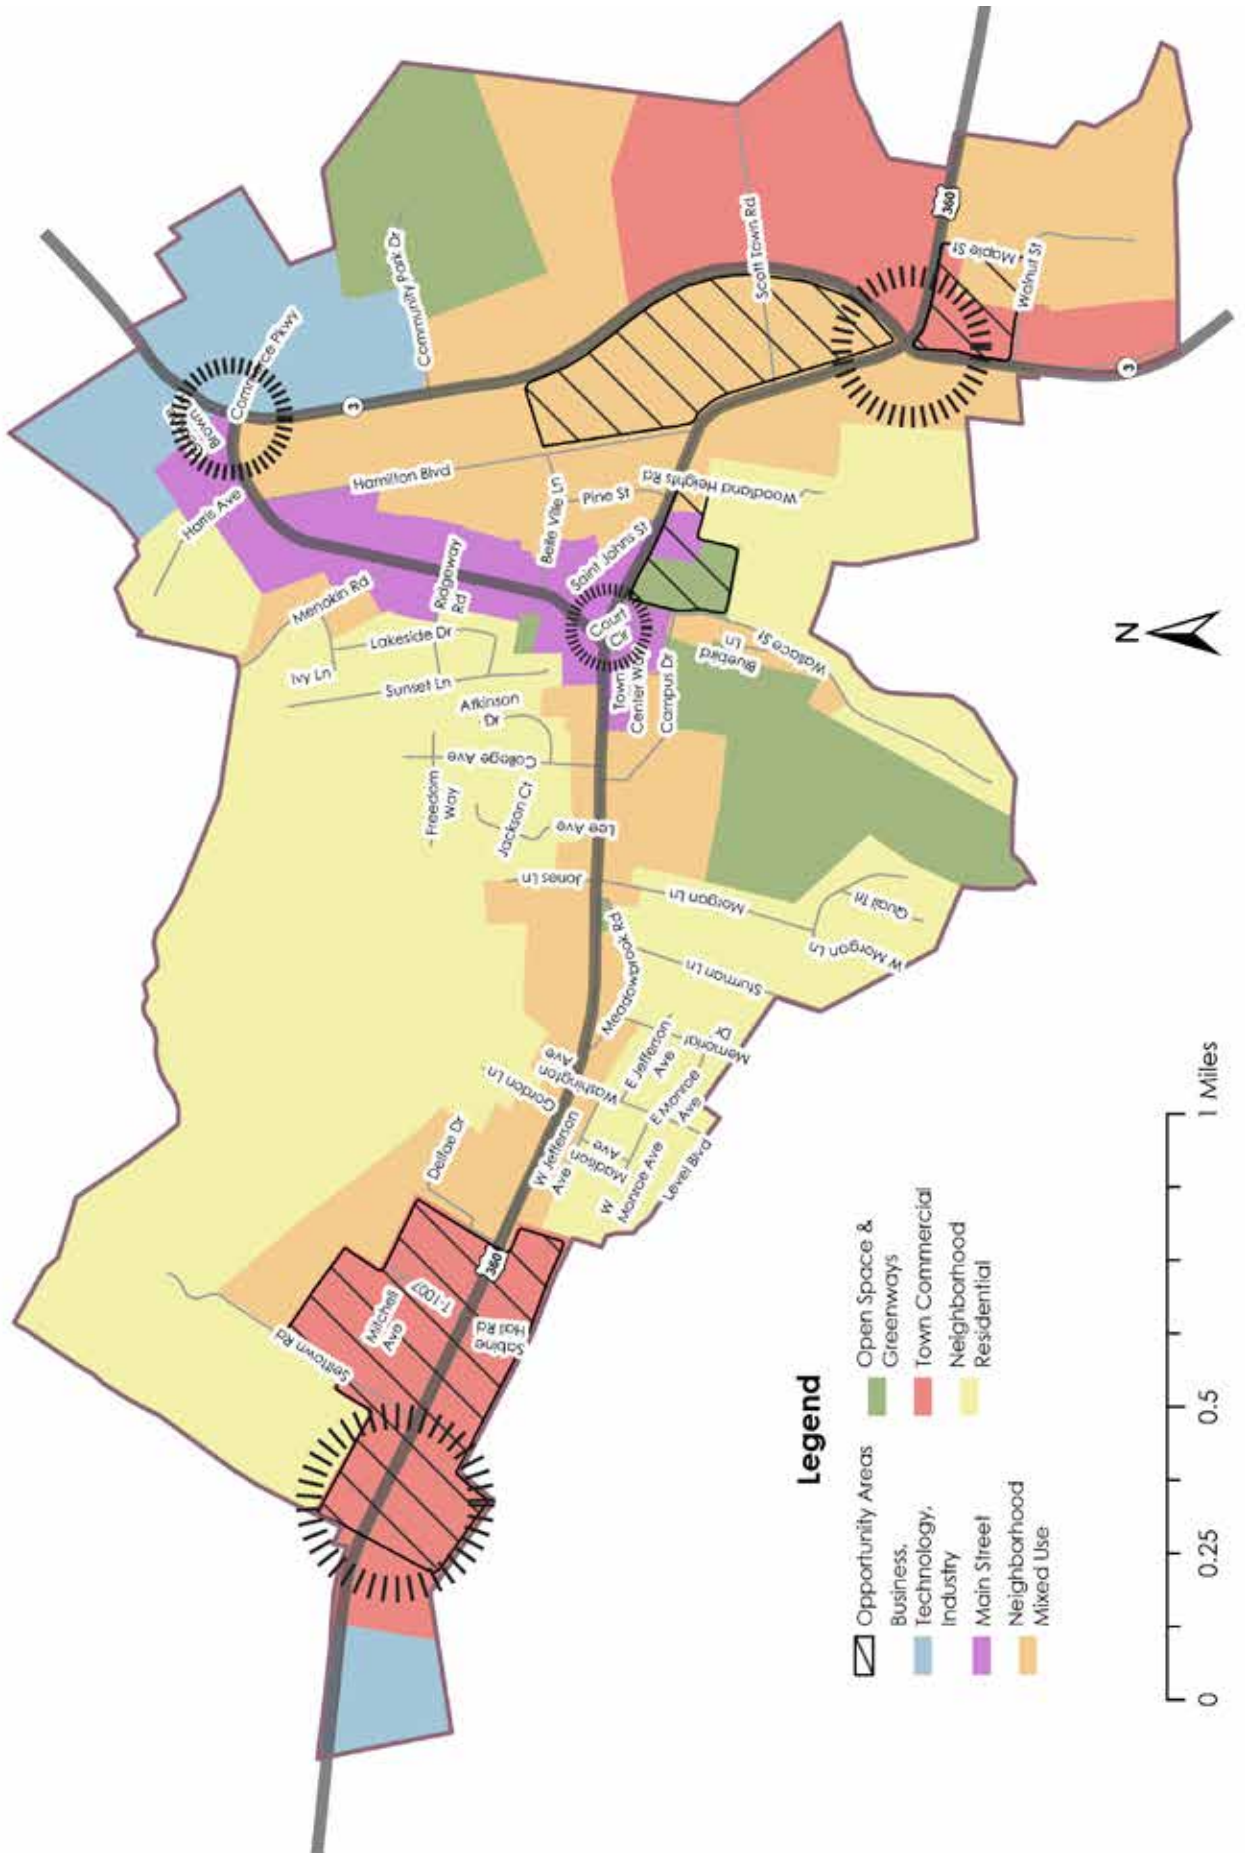 Commerce Pkwy
Brown
3
Community Park Dr
Harris Ave
Hamilton Blvd
Menokin Rd
Ridgeway
Rd
Lakeside Dr
Ivy Ln
Sunset Ln
Belle Ville Ln
Pine St
Saint Johns St
Woodland Heights Rd
Scott Town Rd
360
Maple St
Walnut St
3
Court
Cir
Town
Center Way
Campus Dr
Bluebird
Ln
Wallace St
Atkinson
Dr
College Ave
Freedom
Way
Jackson Ct
Lee Ave
Jones Ln
Morgan Ln
Quail Trl
W Morgan Ln
Sturman Ln
Meadowbrook Rd
Memorial
Dr
E Jefferson
Ave
E Monroe
Ave
Washington
Ave
Gordon Ln
W Jefferson
Ave
Madison
Ave
W
Monroe Ave
Level Blvd
Delfae Dr
360
T-1007
Mitchell
Ave
Sabine
Hall Rd
Selftown Rd
N
Legend
Opportunity Areas
Business,
Technology,
Industry
Main Street
Neighborhood
Mixed Use
Open Space &
Greenways
Town Commercial
Neighborhood
Residential
0 0.25 0.5 1 Miles